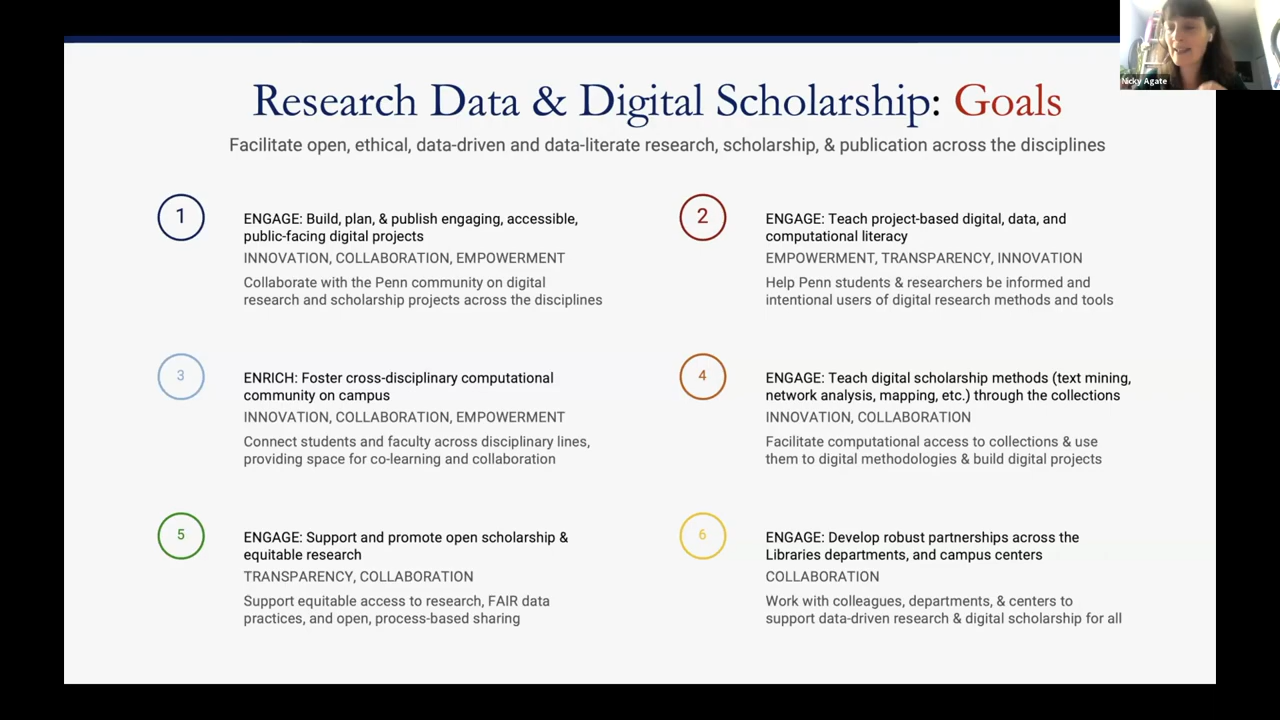 Nicky Agate
Research Data & Digital Scholarship: Goals
Facilitate open, ethical, data-driven and data-literate research, scholarship, & publication across the disciplines
1
ENGAGE: Build, plan, & publish engaging, accessible,
public-facing digital projects
INNOVATION, COLLABORATION, EMPOWERMENT
Collaborate with the Penn community on digital
research and scholarship projects across the disciplines
2
ENGAGE: Teach project-based digital, data, and
computational literacy
EMPOWERMENT, TRANSPARENCY, INNOVATION
Help Penn students & researchers be informed and
intentional users of digital research methods and tools
3
ENRICH: Foster cross-disciplinary computational
community on campus
INNOVATION, COLLABORATION, EMPOWERMENT
Connect students and faculty across disciplinary lines,
providing space for co-learning and collaboration
4
ENGAGE: Teach digital scholarship methods (text mining,
network analysis, mapping, etc.) through the collections
INNOVATION, COLLABORATION
Facilitate computational access to collections & use
them to digital methodologies & build digital projects
5
ENGAGE: Support and promote open scholarship &
equitable research
TRANSPARENCY, COLLABORATION
Support equitable access to research, FAIR data
practices, and open, process-based sharing
6
ENGAGE: Develop robust partnerships across the
Libraries departments, and campus centers
COLLABORATION
Work with colleagues, departments, & centers to
support data-driven research & digital scholarship for all